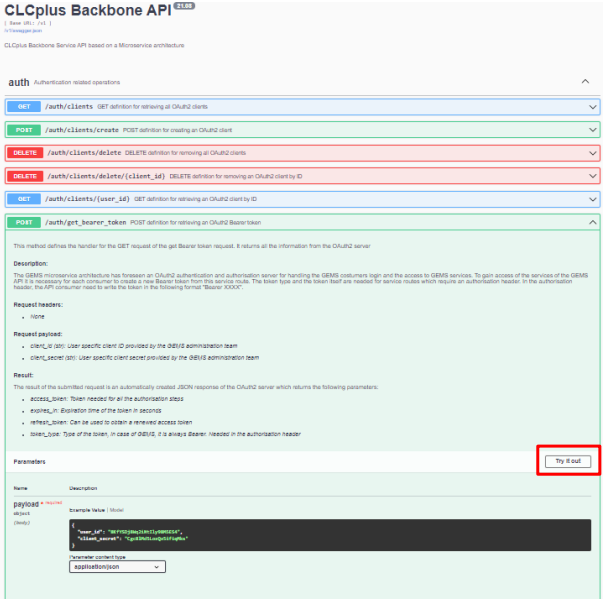 CLCplus Backbone API 21.08
[ Base URL: /v1 ]
/v1/swagger.json
CLCplus Backbone Service API based on a Microservice architecture
auth Authentication related operations
GET /auth/clients GET definition for retrieving all OAuth2 clients
POST /auth/clients/create POST definition for creating an OAuth2 client
DELETE /auth/clients/delete DELETE definition for removing all OAuth2 clients
DELETE /auth/clients/delete/{client_id} DELETE definition for removing an OAuth2 client by ID
GET /auth/clients/{user_id} GET definition for retrieving an OAuth2 client by ID
POST /auth/get_bearer_token POST definition for retrieving an OAuth2 Bearer token
This method defines the handler for the GET request of the get Bearer token request. It returns all the information from the OAuth2 server
Description:
The GEMS microservice architecture has foreseen an OAuth2 authentication and authorisation server for handling the GEMS costumers login and the access to GEMS services. To gain access of the services of the GEMS
API it is necessary for each consumer to create a new Bearer token from this service route. The token type and the token itself are needed for service routes which require an authorisation header. In the authorisation
header, the API consumer need to write the token in the following format "Bearer XXXX".
Request headers:
• None
Request payload:
• client_id (str): User specific client ID provided by the GEMS administration team
• client_secret (str): User specific client secret provided by the GEMS administration team
Result:
The result of the submitted request is an automatically created JSON response of the OAuth2 server which returns the following parameters:
• access_token: Token needed for all the authorisation steps
• expires_in: Expiration time of the token in seconds
• refresh_token: Can be used to obtain a renewed access token
• token_type: Type of the token, in case of GEMS, it is always Bearer. Needed in the authorisation header
Parameters
Try it out
Name Description
payload * required
object
(body)
Example Value | Model
{
"user_id":
"client_secret":
}
Parameter content type
application/json